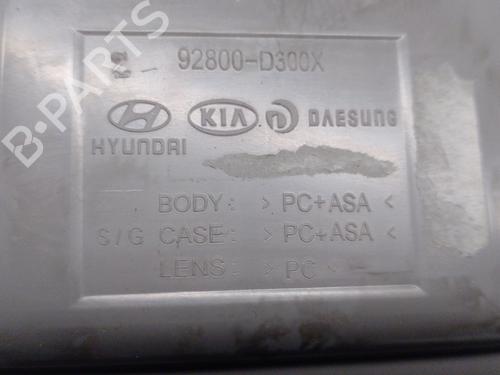 92800-D300X
HYUNDAI KIA DAESUNG
BODY: > PC+ASA <
S/G CASE: > PC+ASA <
LENS: > PC <
B-PARTS